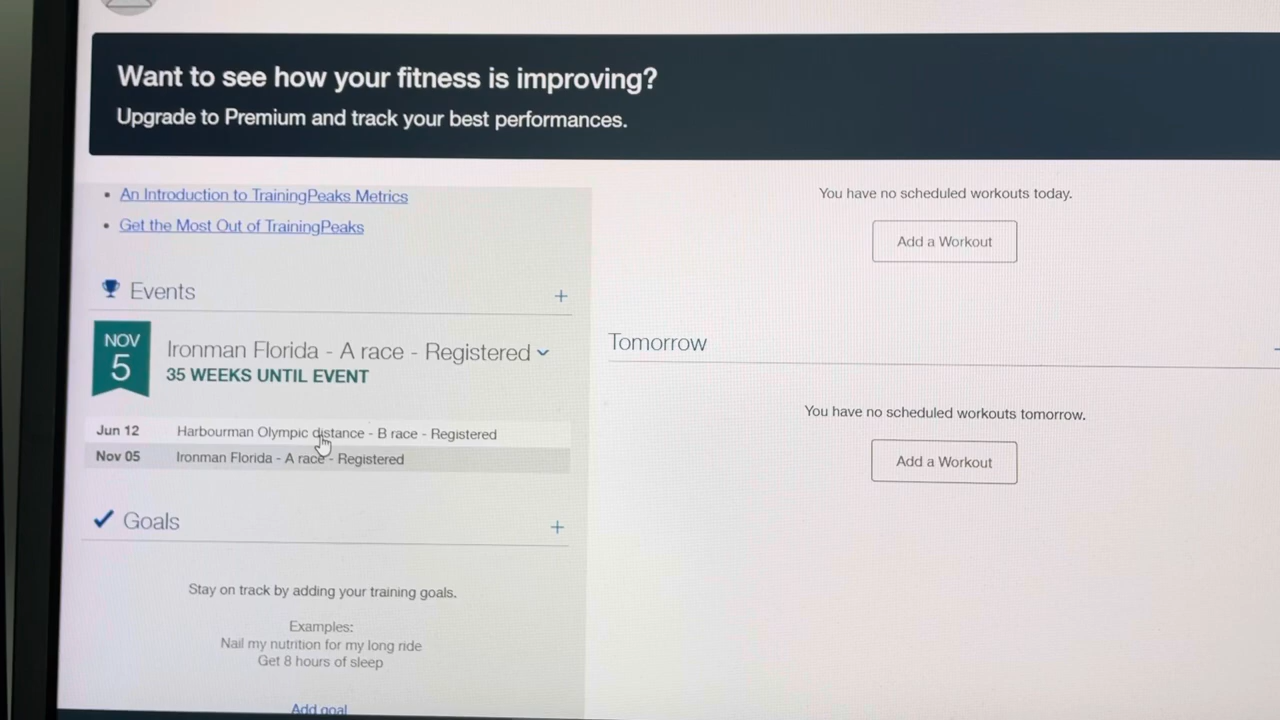 Want to see how your fitness is improving?
Upgrade to Premium and track your best performances.
An Introduction to TrainingPeaks Metrics
Get the Most Out of TrainingPeaks
Events
NOV
5
Ironman Florida - A race - Registered
35 WEEKS UNTIL EVENT
Jun 12 Harbourman Olympic distance - B race - Registered
Nov 05 Ironman Florida - A race - Registered
Goals
Stay on track by adding your training goals.
Examples:
Nail my nutrition for my long ride
Get 8 hours of sleep
Add goal
You have no scheduled workouts today.
Add a Workout
Tomorrow
You have no scheduled workouts tomorrow.
Add a Workout